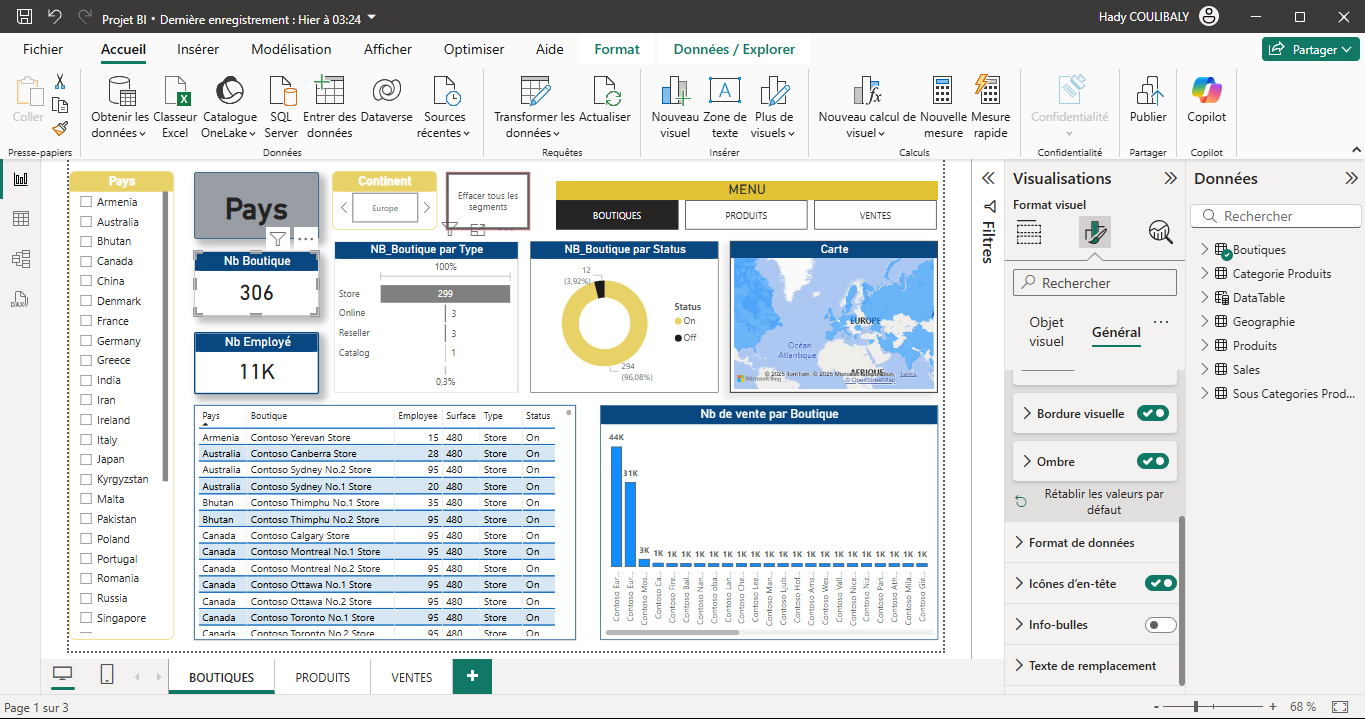 Projet BI • Dernière enregistrement : Hier à 03:24
Hady COULIBALY
Fichier
Accueil
Insérer
Modélisation
Afficher
Optimiser
Aide
Format
Données / Explorer
Partager
Coller
Obtenir les données
Classeur Excel
Catalogue OneLake
SQL Server
Entrer des données
Dataverse
Sources récentes
Transformer les données
Actualiser
Nouveau visuel
Zone de texte
Plus de visuels
Nouveau calcul de visuel
Nouvelle mesure
Mesure rapide
Confidentialité
Publier
Copilot
Presse-papiers
Données
Requêtes
Insérer
Calculs
Confidentialité
Partager
Copilot
Pays
Armenia
Australia
Bhutan
Canada
China
Denmark
France
Germany
Greece
India
Iran
Ireland
Italy
Japan
Kyrgyzstan
Malta
Pakistan
Poland
Portugal
Romania
Russia
Singapore
Pays
Continent
Europe
Effacer tous les
segments
MENU
BOUTIQUES
PRODUITS
VENTES
Nb Boutique
306
Nb Employé
11K
NB_Boutique par Type
100%
Store
299
Online
3
Reseller
3
Catalog
1
0,3%
NB_Boutique par Status
12
(3,92%)
294
(96,08%)
Status
On
Off
Carte
EUROPE
Océan
Atlantique
AFRIQUE
Microsoft Bing
© 2025 TomTom, © 2025 Microsoft Corporation,
Terms
© OpenStreetMap
Pays Boutique Employee Surface Type Status
Armenia Contoso Yerevan Store 15 480 Store On
Australia Contoso Canberra Store 28 480 Store On
Australia Contoso Sydney No.2 Store 95 480 Store On
Australia Contoso Sydney No.1 Store 20 480 Store On
Bhutan Contoso Thimphu No.1 Store 35 480 Store On
Bhutan Contoso Thimphu No.2 Store 95 480 Store On
Canada Contoso Calgary Store 95 480 Store On
Canada Contoso Montreal No.1 Store 95 480 Store On
Canada Contoso Montreal No.2 Store 95 480 Store On
Canada Contoso Ottawa No.1 Store 95 480 Store On
Canada Contoso Ottawa No.2 Store 95 480 Store On
Canada Contoso Toronto No.1 Store 95 480 Store On
Canada Contoso Toronto No.2 Store 95 480 Store On
Nb de vente par Boutique
44K
31K
3K 1K 1K 1K 1K 1K 1K 1K 1K 1K 1K 1K 1K 1K 1K 1K 1K 1K 1K 1K 1K
Contoso Eur...
Contoso Eur...
Contoso Mos...
Contoso Ca...
Contoso Fre...
Contoso Bail...
Contoso Nan...
Contoso oba...
Contoso Lan...
Contoso Che...
Contoso Lee...
Contoso Man...
Contoso Ljub...
Contoso Hof...
Contoso Ams...
Contoso Wes...
Contoso Vall...
Contoso Nice...
Contoso Niz...
Contoso Pari...
Contoso Ath...
Contoso Mila...
Contoso Gie...
Filtres
Visualisations
Format visuel
Rechercher
Objet
visuel
Général
Bordure visuelle
Ombre
Rétablir les valeurs par
défaut
Format de données
Icônes d'en-tête
Info-bulles
Texte de remplacement
Données
Rechercher
Boutiques
Categorie Produits
DataTable
Geographie
Produits
Sales
Sous Categories Prod...
BOUTIQUES
PRODUITS
VENTES
Page 1 sur 3
68 %